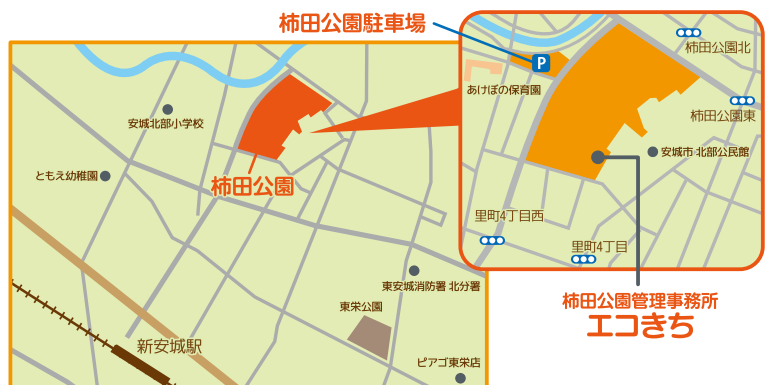 柿田公園駐車場
P
柿田公園北
あけぼの保育園
柿田公園東
安城北部小学校
安城市 北部公民館
ともえ幼稚園
柿田公園
里町4丁目西
里町4丁目
東安城消防署 北分署
柿田公園管理事務所
エコきち
東栄公園
新安城駅
ピアゴ東栄店